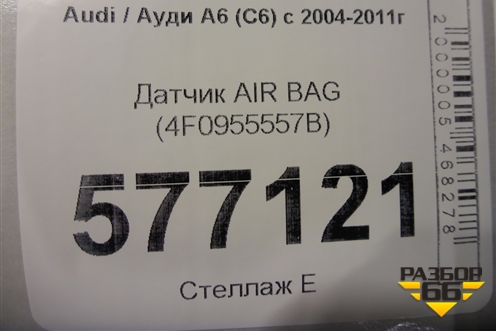 Audi / Ауди А6 (С6) с 2004-2011г
Датчик AIR BAG
(4F0955557B)
577121
Стеллаж Е
2000005468278
РАЗБОР
66